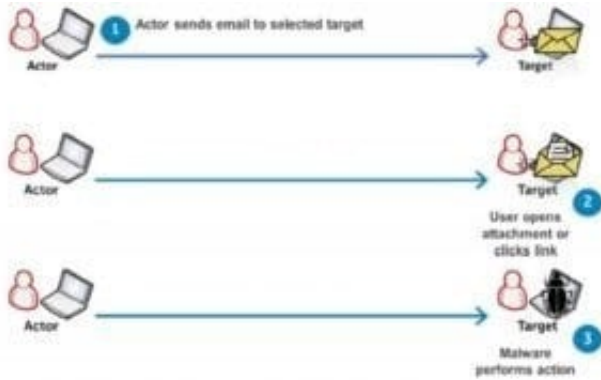 1 Actor sends email to selected target
Actor
Target
Actor
Target
2
User opens
attachment or
clicks link
Actor
Target
3
Malware
performs action